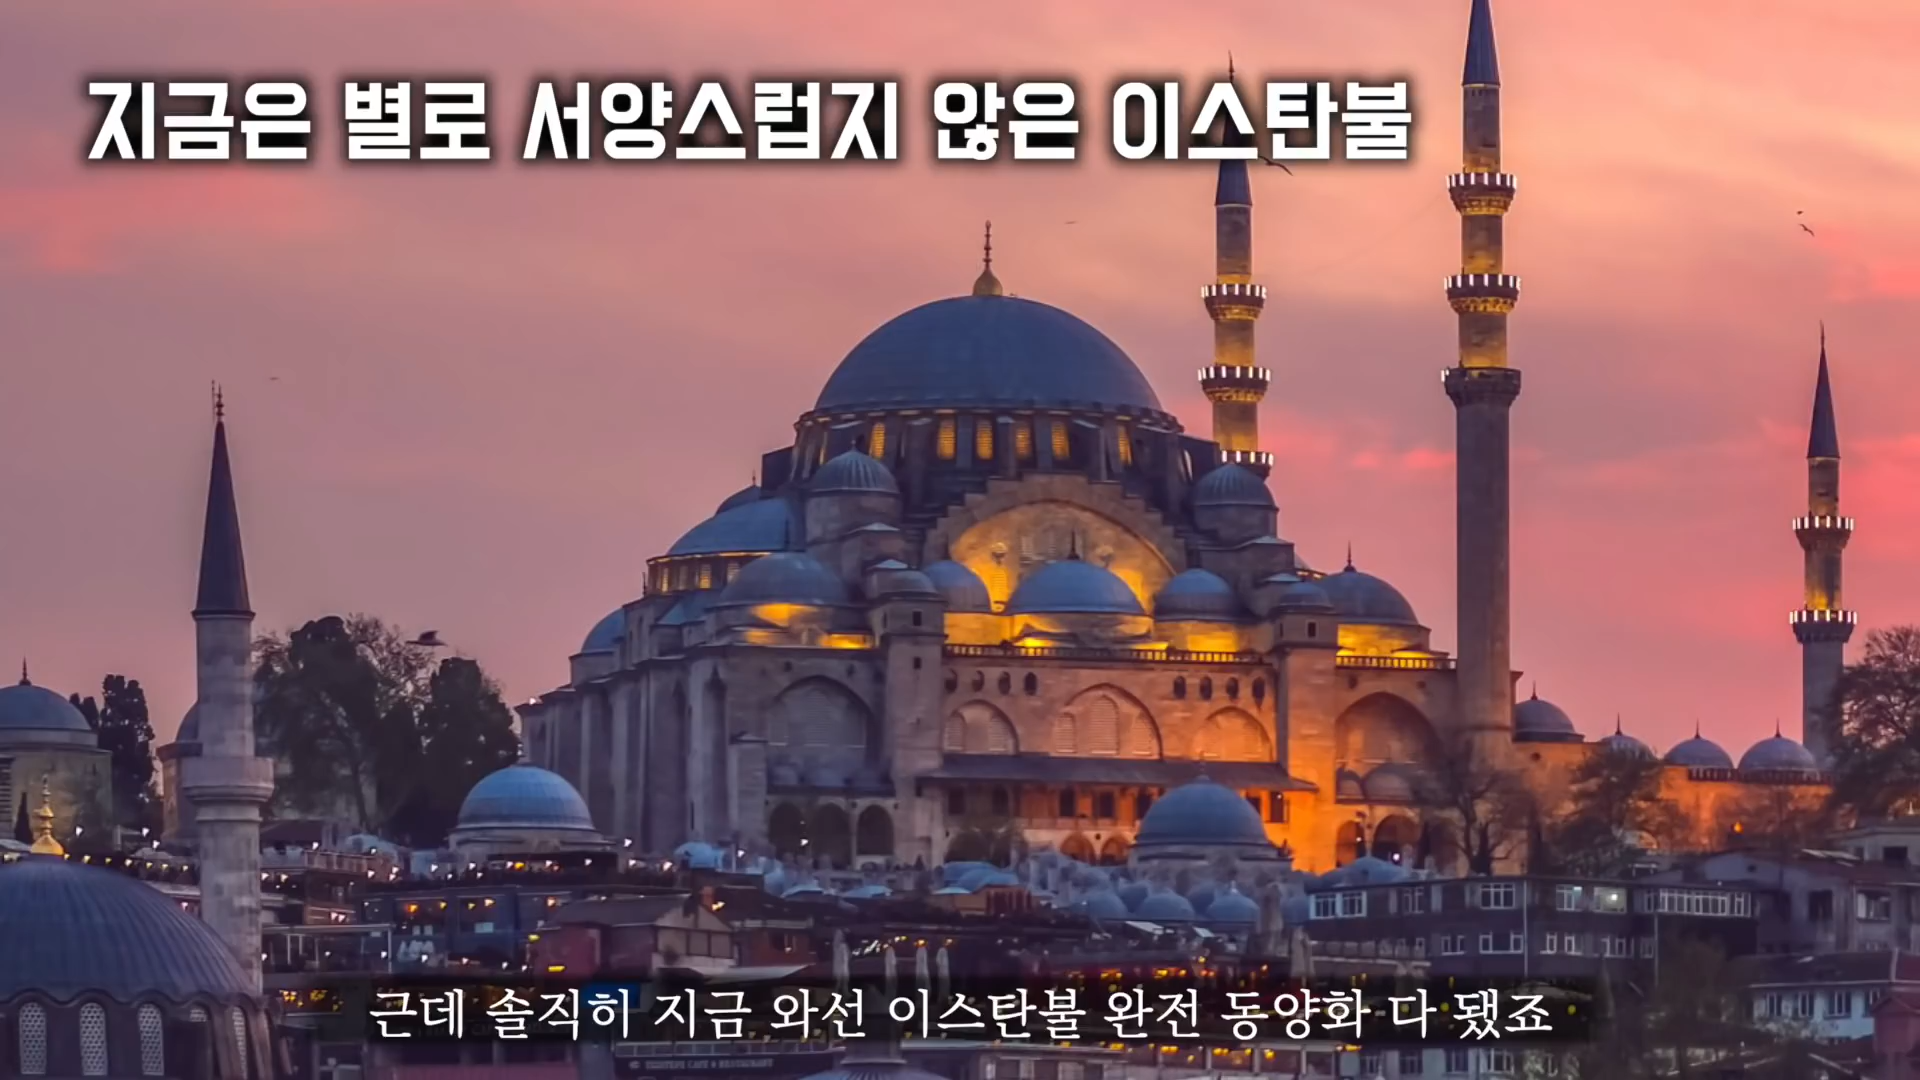 지금은 별로 서양스럽지 않은 이스탄불
근데 솔직히 지금 와선 이스탄불 완전 동양화 다 됐죠